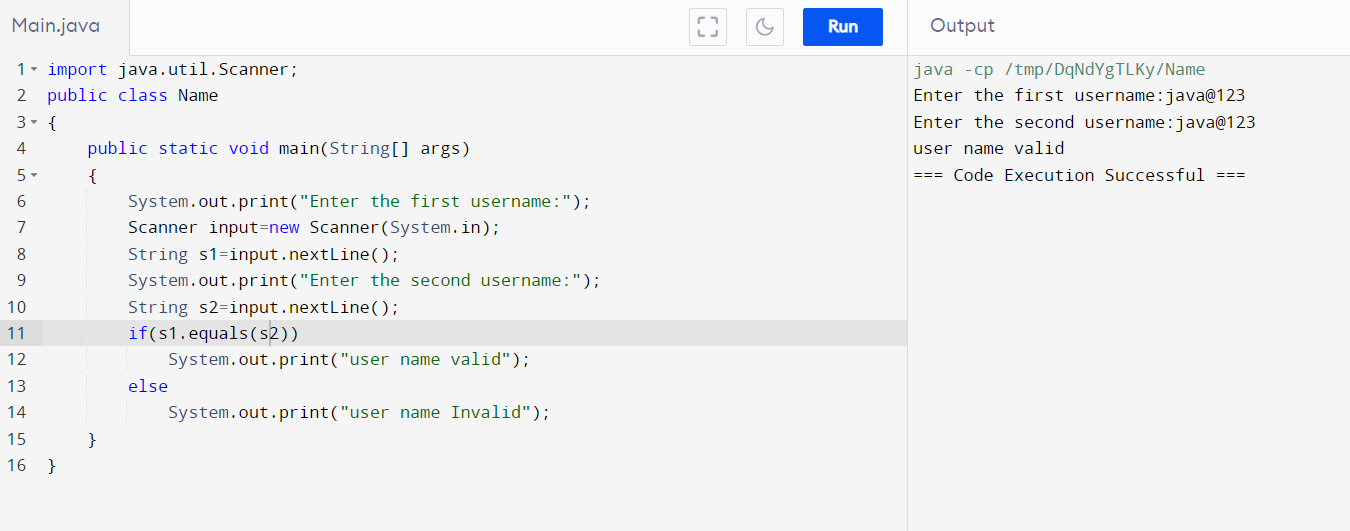 Main.java
Run
Output
1 import java.util.Scanner;
2 public class Name
3 {
4 public static void main(String[] args)
5 {
6 System.out.print("Enter the first username:");
7 Scanner input=new Scanner(System.in);
8 String s1=input.nextLine();
9 System.out.print("Enter the second username:");
10 String s2=input.nextLine();
11 if(s1.equals(s2))
12 System.out.print("user name valid");
13 else
14 System.out.print("user name Invalid");
15 }
16 }
java -cp /tmp/DqNdYgTLKy/Name
Enter the first username:java@123
Enter the second username:java@123
user name valid
=== Code Execution Successful ===